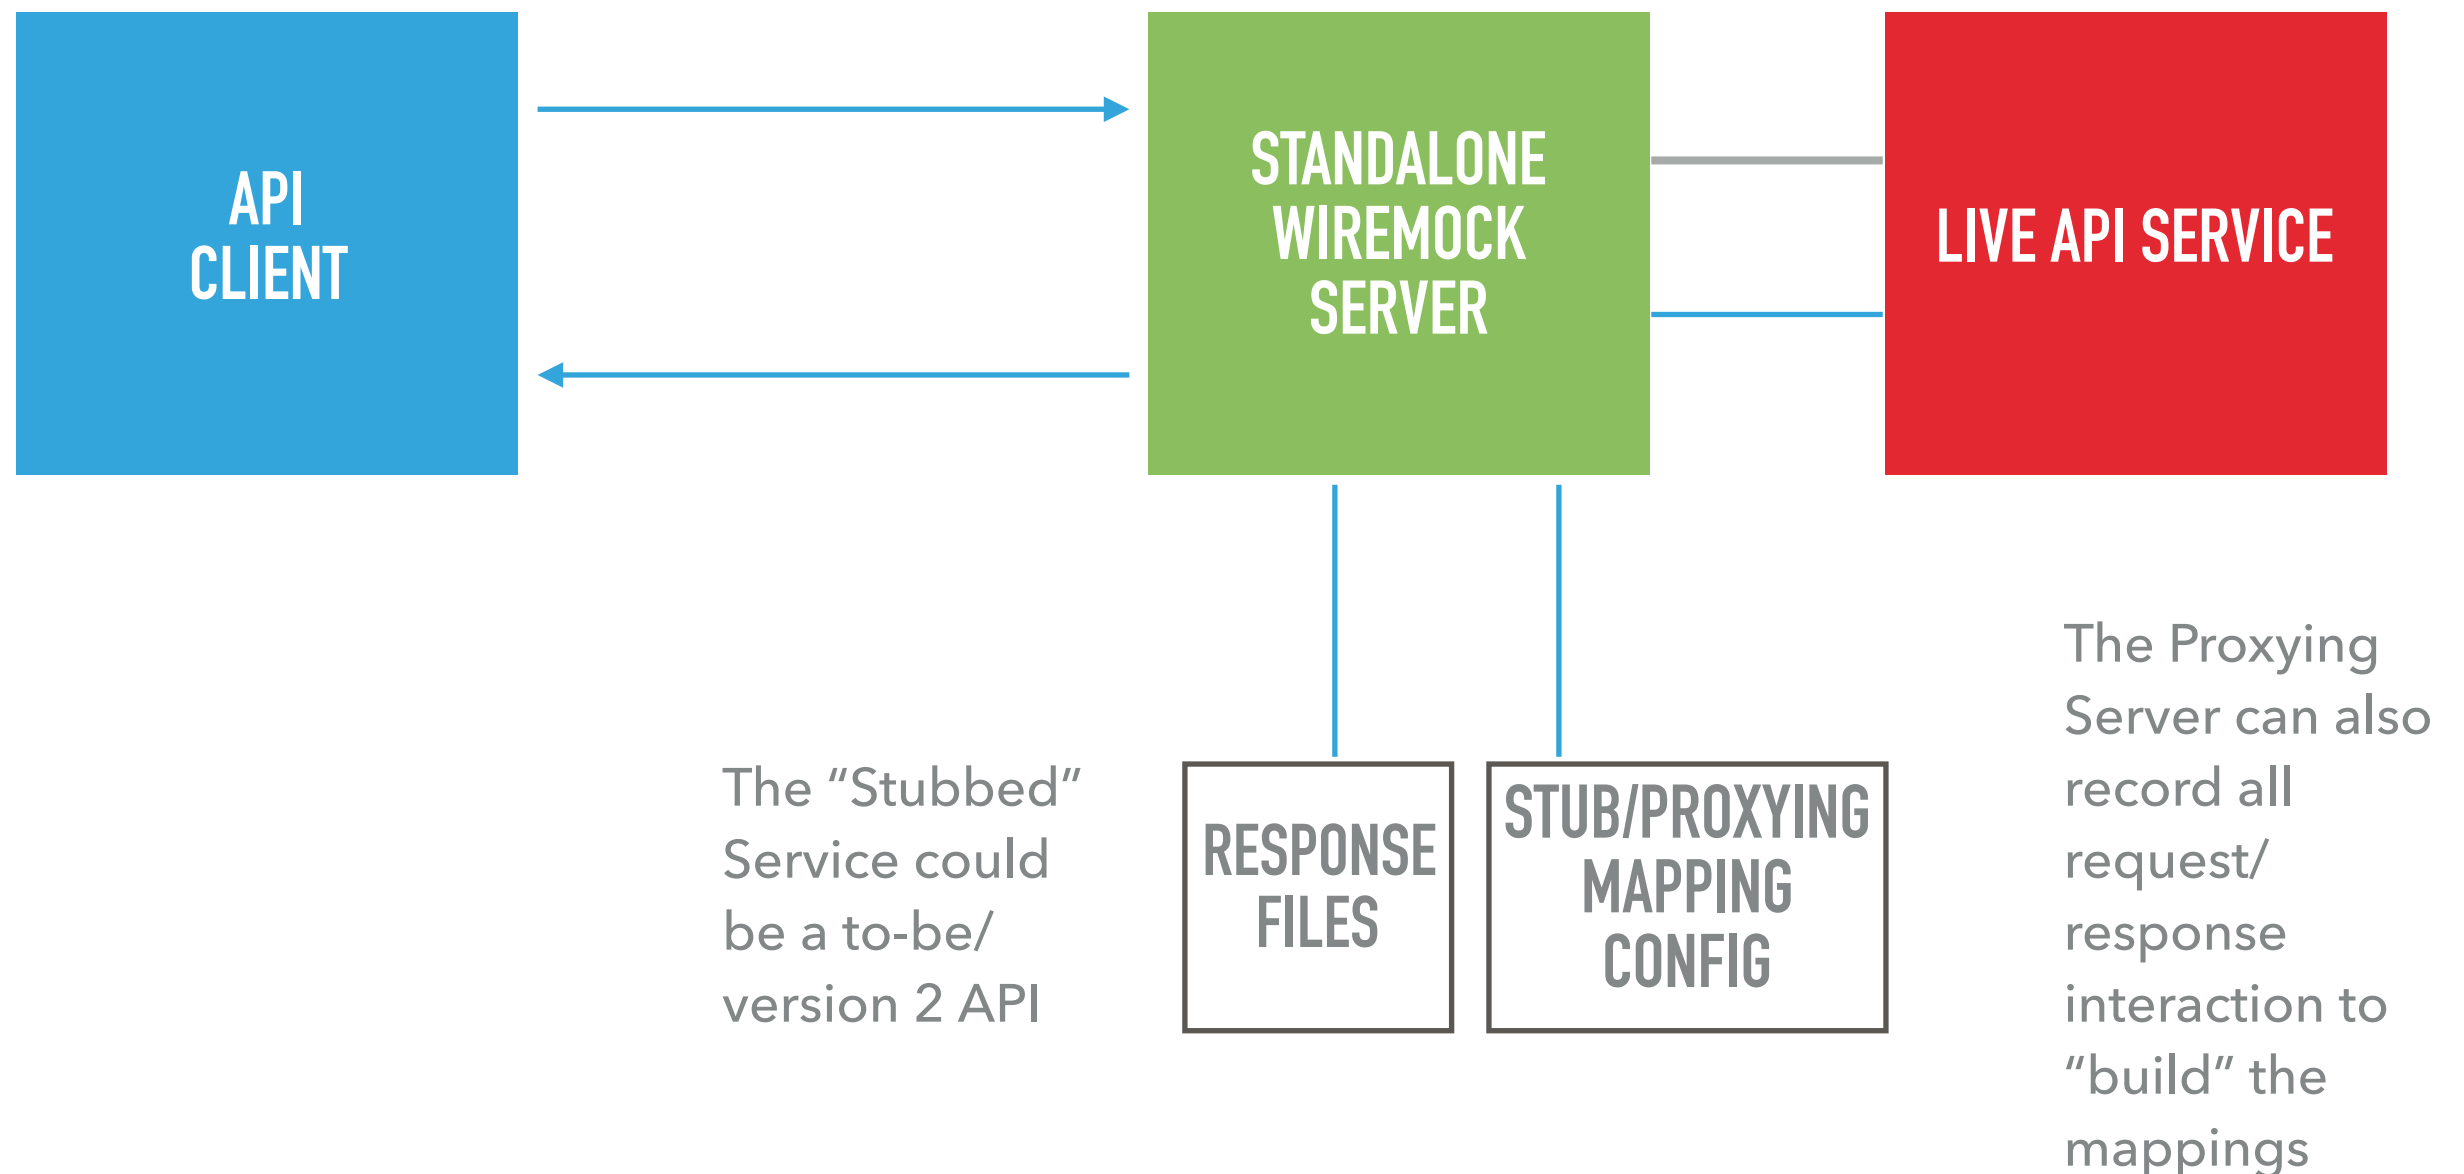 API
CLIENT
STANDALONE
WIREMOCK
SERVER
LIVE API SERVICE
The “Stubbed”
Service could
be a to-be/
version 2 API
RESPONSE
FILES
STUB/PROXYING
MAPPING
CONFIG
The Proxying
Server can also
record all
request/
response
interaction to
“build” the
mappings